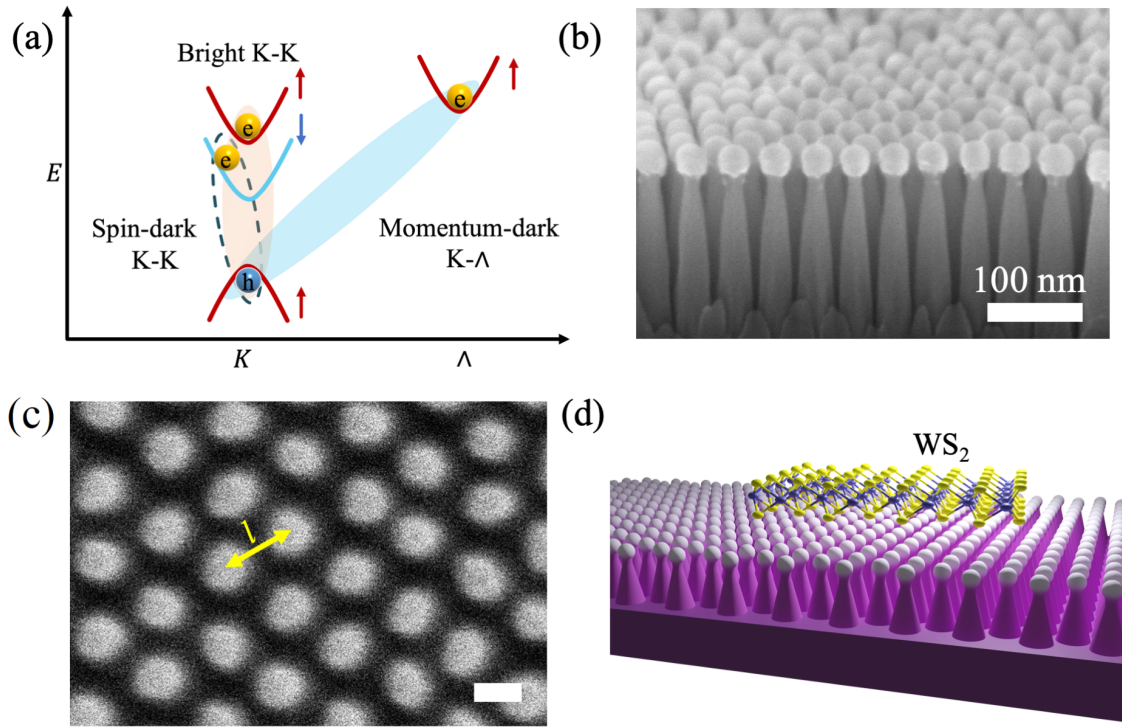 (a)
Bright K-K
e
e
e
E
Spin-dark
K-K
Momentum-dark
K-Λ
h
K
Λ
(b)
100 nm
(c)
L
(d)
WS₂